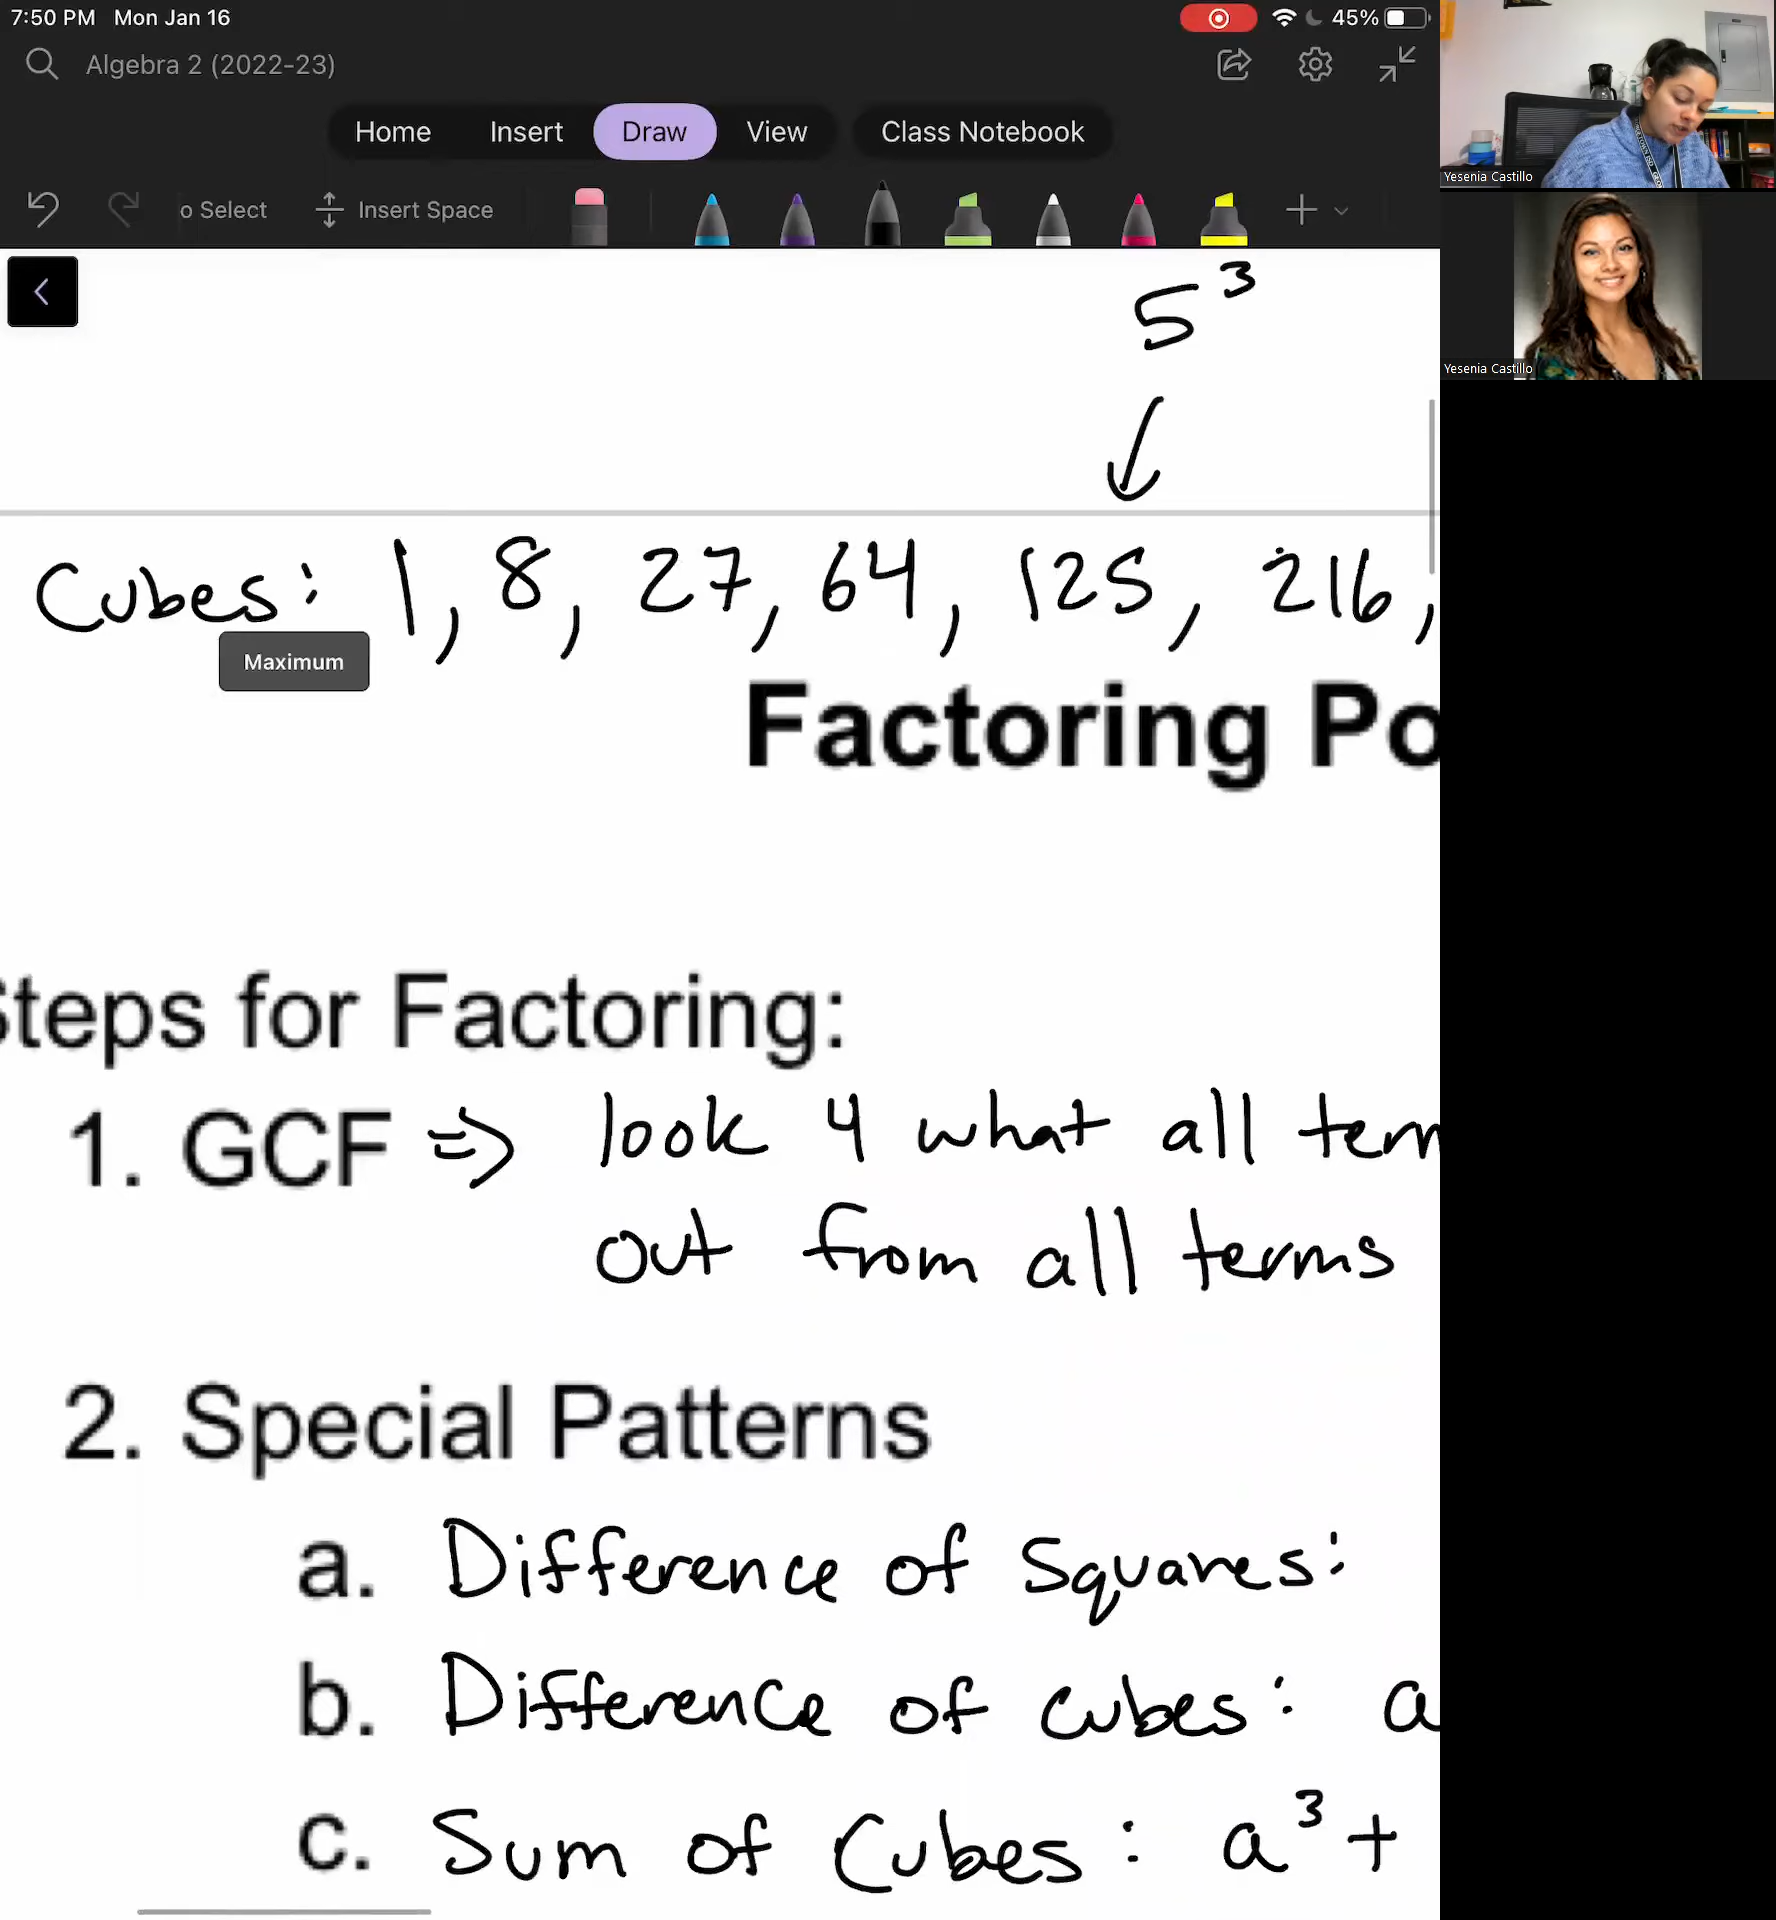 7:50 PM Mon Jan 16
45%
Algebra 2 (2022-23)
Home Insert Draw View Class Notebook
o Select Insert Space
Yesenia Castillo
Yesenia Castillo
5³
Cubes: 1, 8, 27, 64, 125, 216,
Maximum
Factoring Po
Steps for Factoring:
1. GCF => look 4 what all term
out from all terms
2. Special Patterns
a. Difference of Squares:
b. Difference of cubes: a
c. Sum of Cubes: a³ +